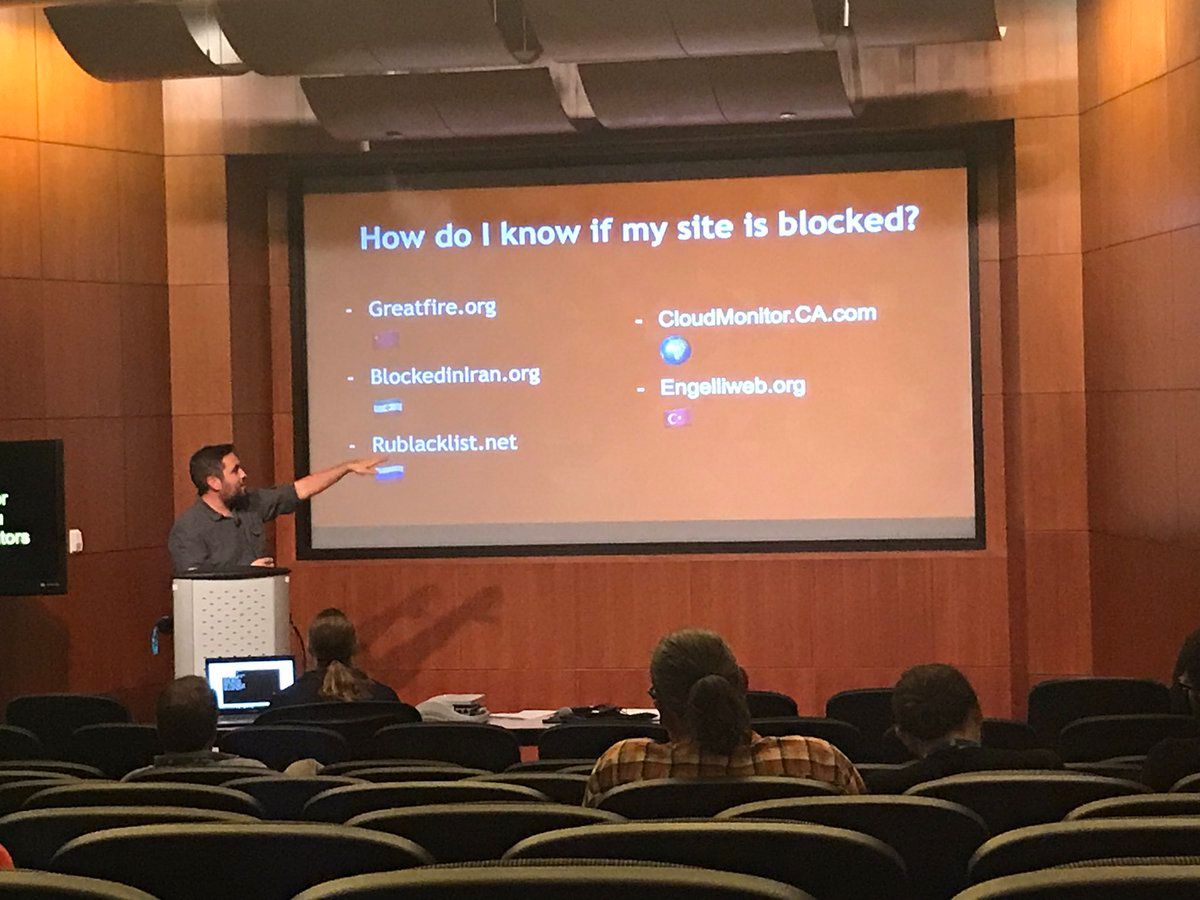 How do I know if my site is blocked?
- Greatfire.org
- BlockedinIran.org
- Rublacklist.net
- CloudMonitor.CA.com
- Engelliweb.org
tors